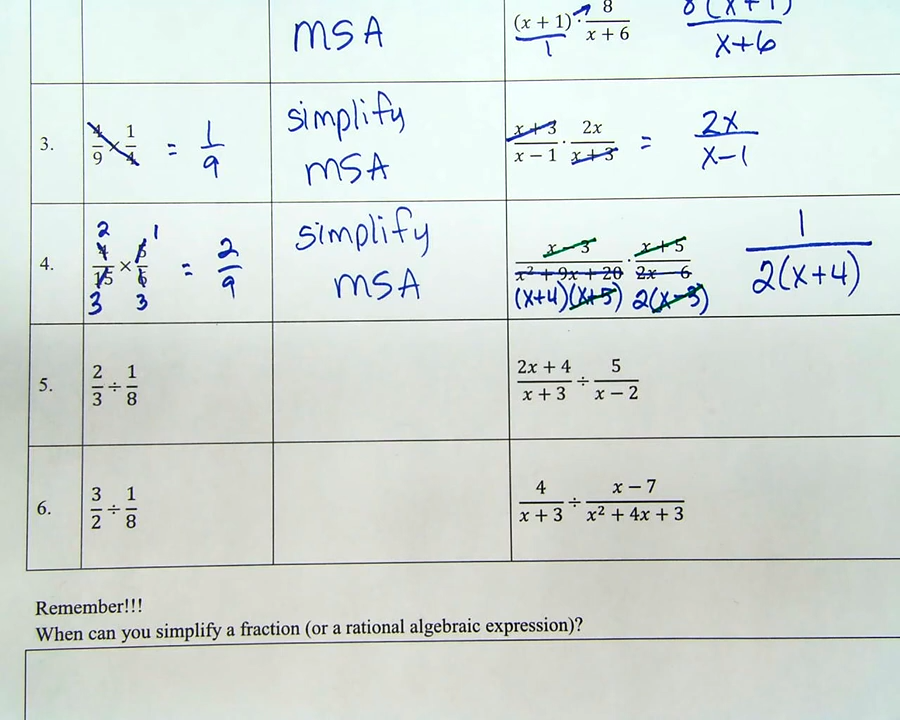 MSA (x + 1)/1 · 8/(x + 6) 8(x+1)/x+6
3. 4/9 × 1/4 = 1/9 simplify MSA (x + 3)/(x − 1) · 2x/(x + 3) = 2x/x−1
4. 2 4/15 3 × 5/6 1 3 = 2/9 simplify MSA (x − 3)/(x² + 9x + 20) · (x + 5)/(2x − 6) (x+4)(x+5) 2(x−3) 1/2(x+4)
5. 2/3 ÷ 1/8 (2x + 4)/(x + 3) ÷ 5/(x − 2)
6. 3/2 ÷ 1/8 4/(x + 3) ÷ (x − 7)/(x² + 4x + 3)
Remember!!!
When can you simplify a fraction (or a rational algebraic expression)?